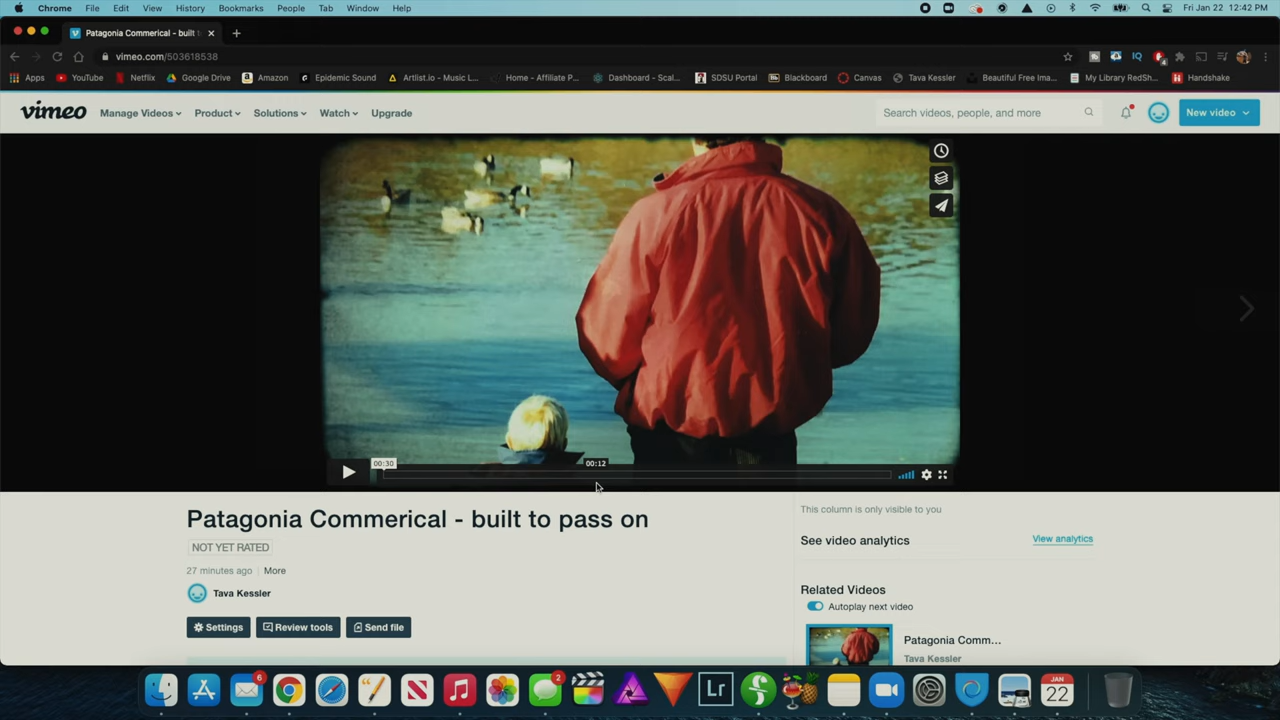 Chrome File Edit View History Bookmarks People Tab Window Help
Fri Jan 22 12:42 PM
Patagonia Commerical - built
vimeo.com/503618538
IQ
4
Apps YouTube Netflix Google Drive Amazon Epidemic Sound Artlist.io - Music L... Home - Affiliate P... Dashboard - Scal... SDSU Portal Blackboard Canvas Tava Kessler Beautiful Free Ima... My Library RedSh... Handshake
vimeo Manage Videos Product Solutions Watch Upgrade
Search videos, people, and more
New video
00:30 00:12
Patagonia Commerical - built to pass on
NOT YET RATED
27 minutes ago | More
Tava Kessler
Settings Review tools Send file
This column is only visible to you
See video analytics View analytics
Related Videos
Autoplay next video
Patagonia Comm...
Tava Kessler
6
2
Lr
JAN
22